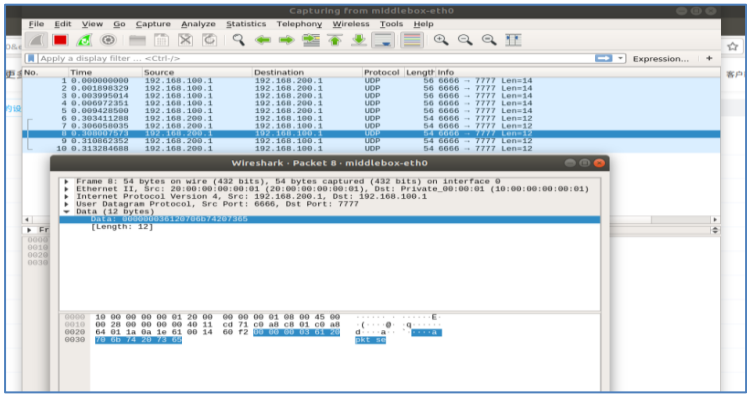 Capturing from middlebox-eth0
File Edit View Go Capture Analyze Statistics Telephony Wireless Tools Help
Apply a display filter ... <Ctrl-/> Expression... +
No. Time Source Destination Protocol Length Info
1 0.000000000 192.168.100.1 192.168.200.1 UDP 56 6666 → 7777 Len=14
2 0.001898329 192.168.100.1 192.168.200.1 UDP 56 6666 → 7777 Len=14
3 0.003995014 192.168.100.1 192.168.200.1 UDP 56 6666 → 7777 Len=14
4 0.006972351 192.168.100.1 192.168.200.1 UDP 56 6666 → 7777 Len=14
5 0.009428500 192.168.100.1 192.168.200.1 UDP 56 6666 → 7777 Len=14
6 0.303411288 192.168.200.1 192.168.100.1 UDP 54 6666 → 7777 Len=12
7 0.306058035 192.168.200.1 192.168.100.1 UDP 54 6666 → 7777 Len=12
8 0.308007573 192.168.200.1 192.168.100.1 UDP 54 6666 → 7777 Len=12
9 0.310862352 192.168.200.1 192.168.100.1 UDP 54 6666 → 7777 Len=12
10 0.313284688 192.168.200.1 192.168.100.1 UDP 54 6666 → 7777 Len=12
客户
Wireshark · Packet 8 · middlebox-eth0
Frame 8: 54 bytes on wire (432 bits), 54 bytes captured (432 bits) on interface 0
Ethernet II, Src: 20:00:00:00:00:01 (20:00:00:00:00:01), Dst: Private_00:00:01 (10:00:00:00:00:01)
Internet Protocol Version 4, Src: 192.168.200.1, Dst: 192.168.100.1
User Datagram Protocol, Src Port: 6666, Dst Port: 7777
Data (12 bytes)
Data: 000000036120706b74207365
[Length: 12]
Fr
0000
0010
0020
0030
0000 10 00 00 00 00 01 20 00 00 00 00 01 08 00 45 00 ········ ······E·
0010 00 28 00 00 00 00 40 11 cd 71 c0 a8 c8 01 c0 a8 ·(····@· ·q······
0020 64 01 1a 0a 1e 61 00 14 60 f2 00 00 00 03 61 20 d····a·· `·····a
0030 70 6b 74 20 73 65 pkt se